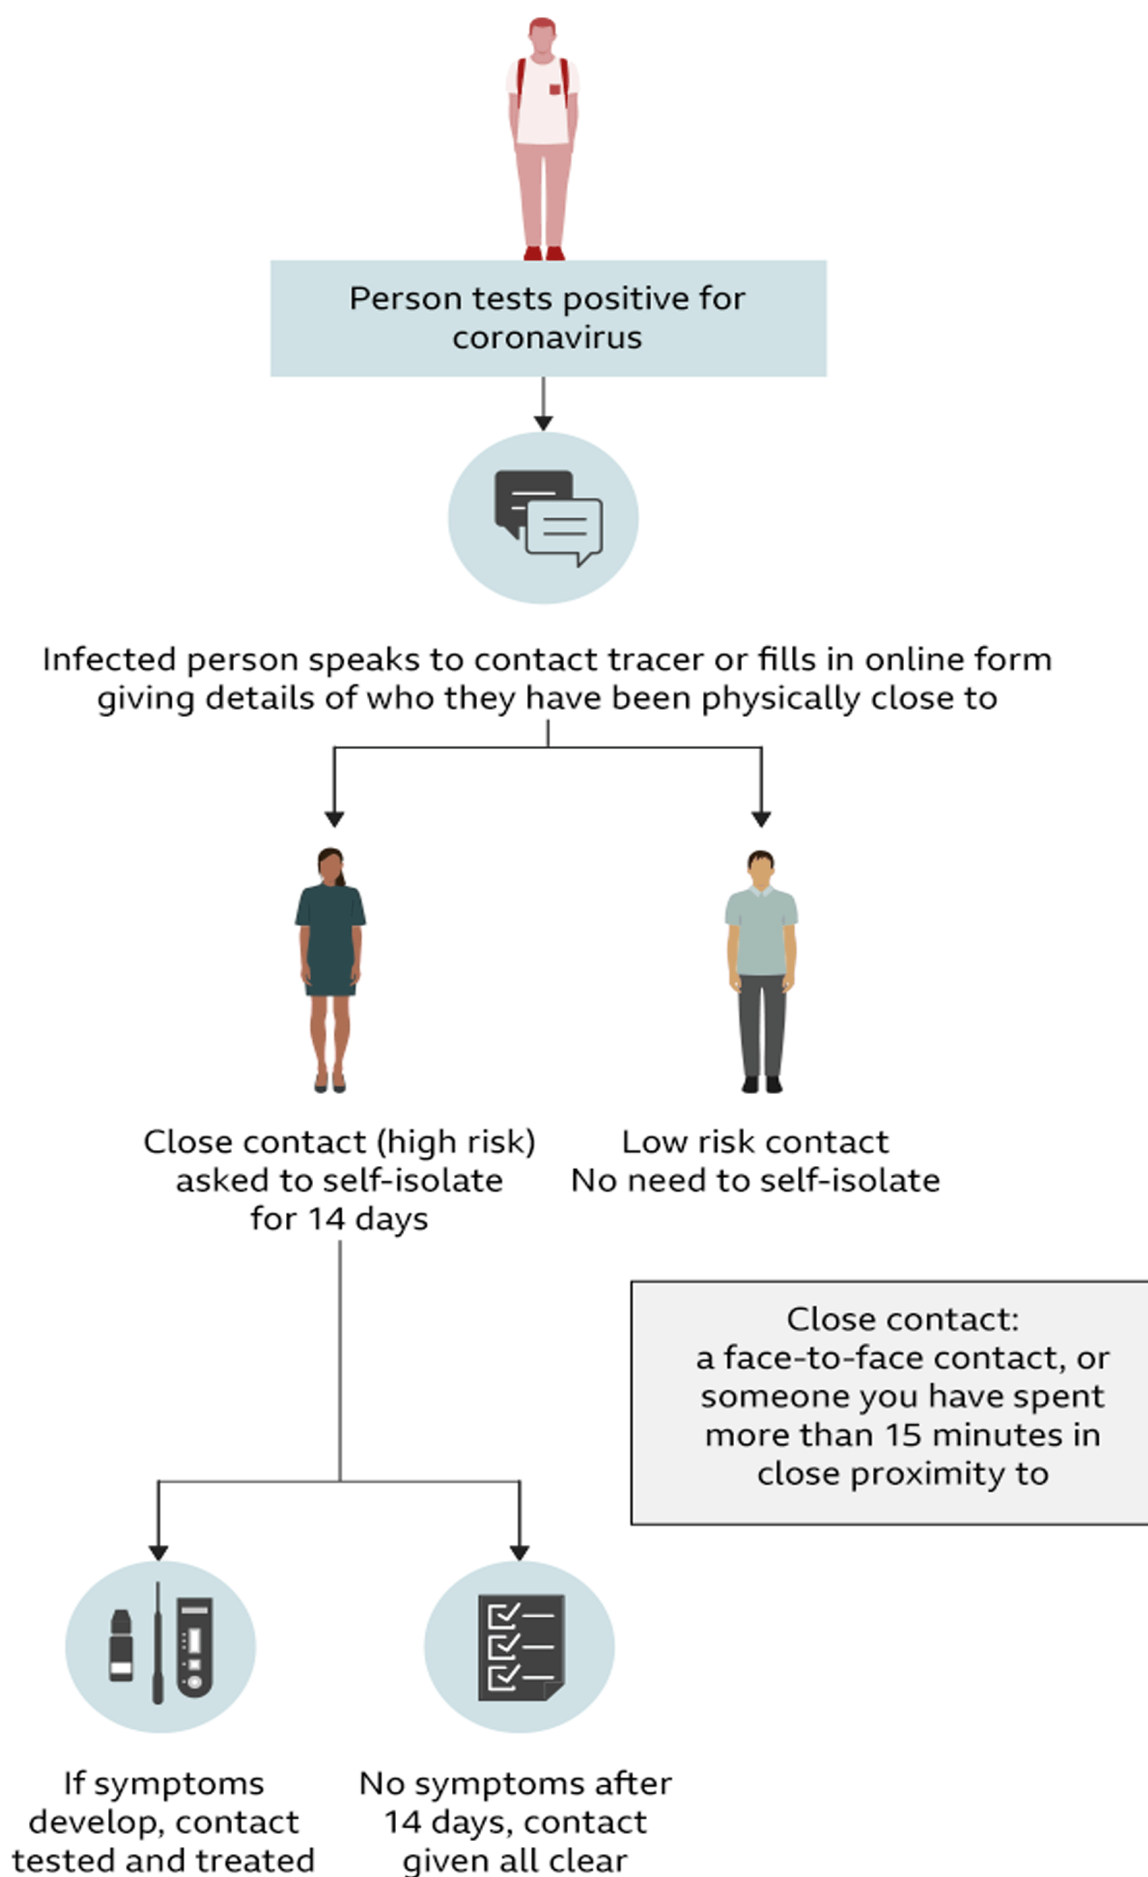 Person tests positive for
coronavirus
Infected person speaks to contact tracer or fills in online form
giving details of who they have been physically close to
Close contact (high risk)
asked to self-isolate
for 14 days
Low risk contact
No need to self-isolate
Close contact:
a face-to-face contact, or
someone you have spent
more than 15 minutes in
close proximity to
If symptoms
develop, contact
tested and treated
No symptoms after
14 days, contact
given all clear